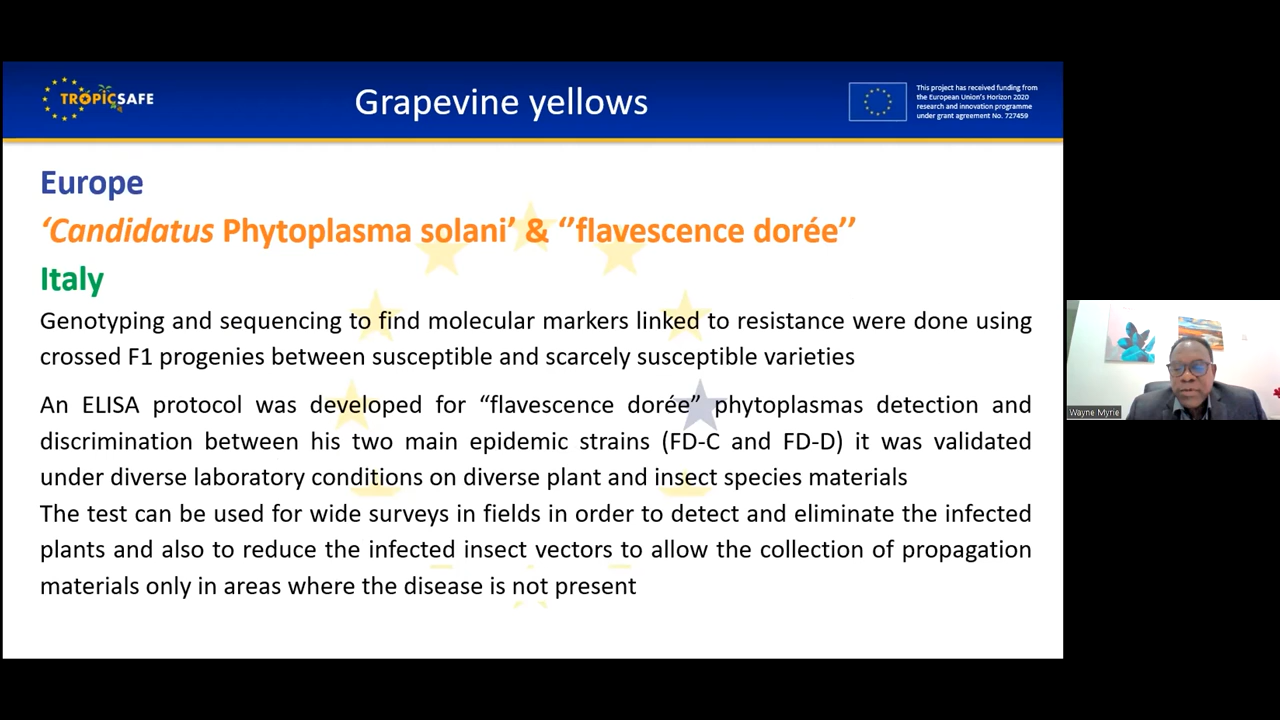 TROPICSAFE
Grapevine yellows
This project has received funding from
the European Union's Horizon 2020
research and innovation programme
under grant agreement No. 727459
Europe
‘Candidatus Phytoplasma solani’ & ‘’flavescence dorée’’
Italy
Genotyping and sequencing to find molecular markers linked to resistance were done using
crossed F1 progenies between susceptible and scarcely susceptible varieties
An ELISA protocol was developed for “flavescence dorée” phytoplasmas detection and
discrimination between his two main epidemic strains (FD-C and FD-D) it was validated
under diverse laboratory conditions on diverse plant and insect species materials
The test can be used for wide surveys in fields in order to detect and eliminate the infected
plants and also to reduce the infected insect vectors to allow the collection of propagation
materials only in areas where the disease is not present
Wayne Myrie